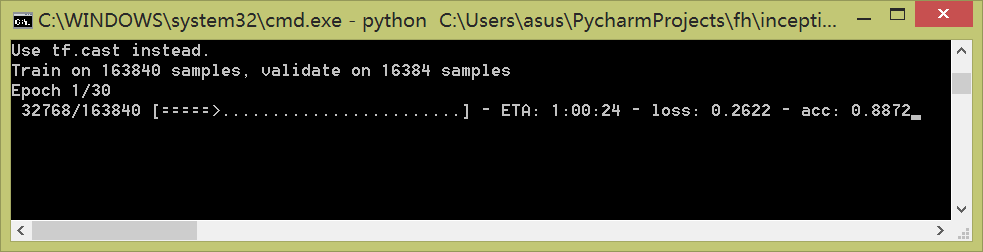 C:\WINDOWS\system32\cmd.exe - python  C:\Users\asus\PycharmProjects\fh\incepti...
Use tf.cast instead.
Train on 163840 samples, validate on 16384 samples
Epoch 1/30
 32768/163840 [=====>........................] - ETA: 1:00:24 - loss: 0.2622 - acc: 0.8872